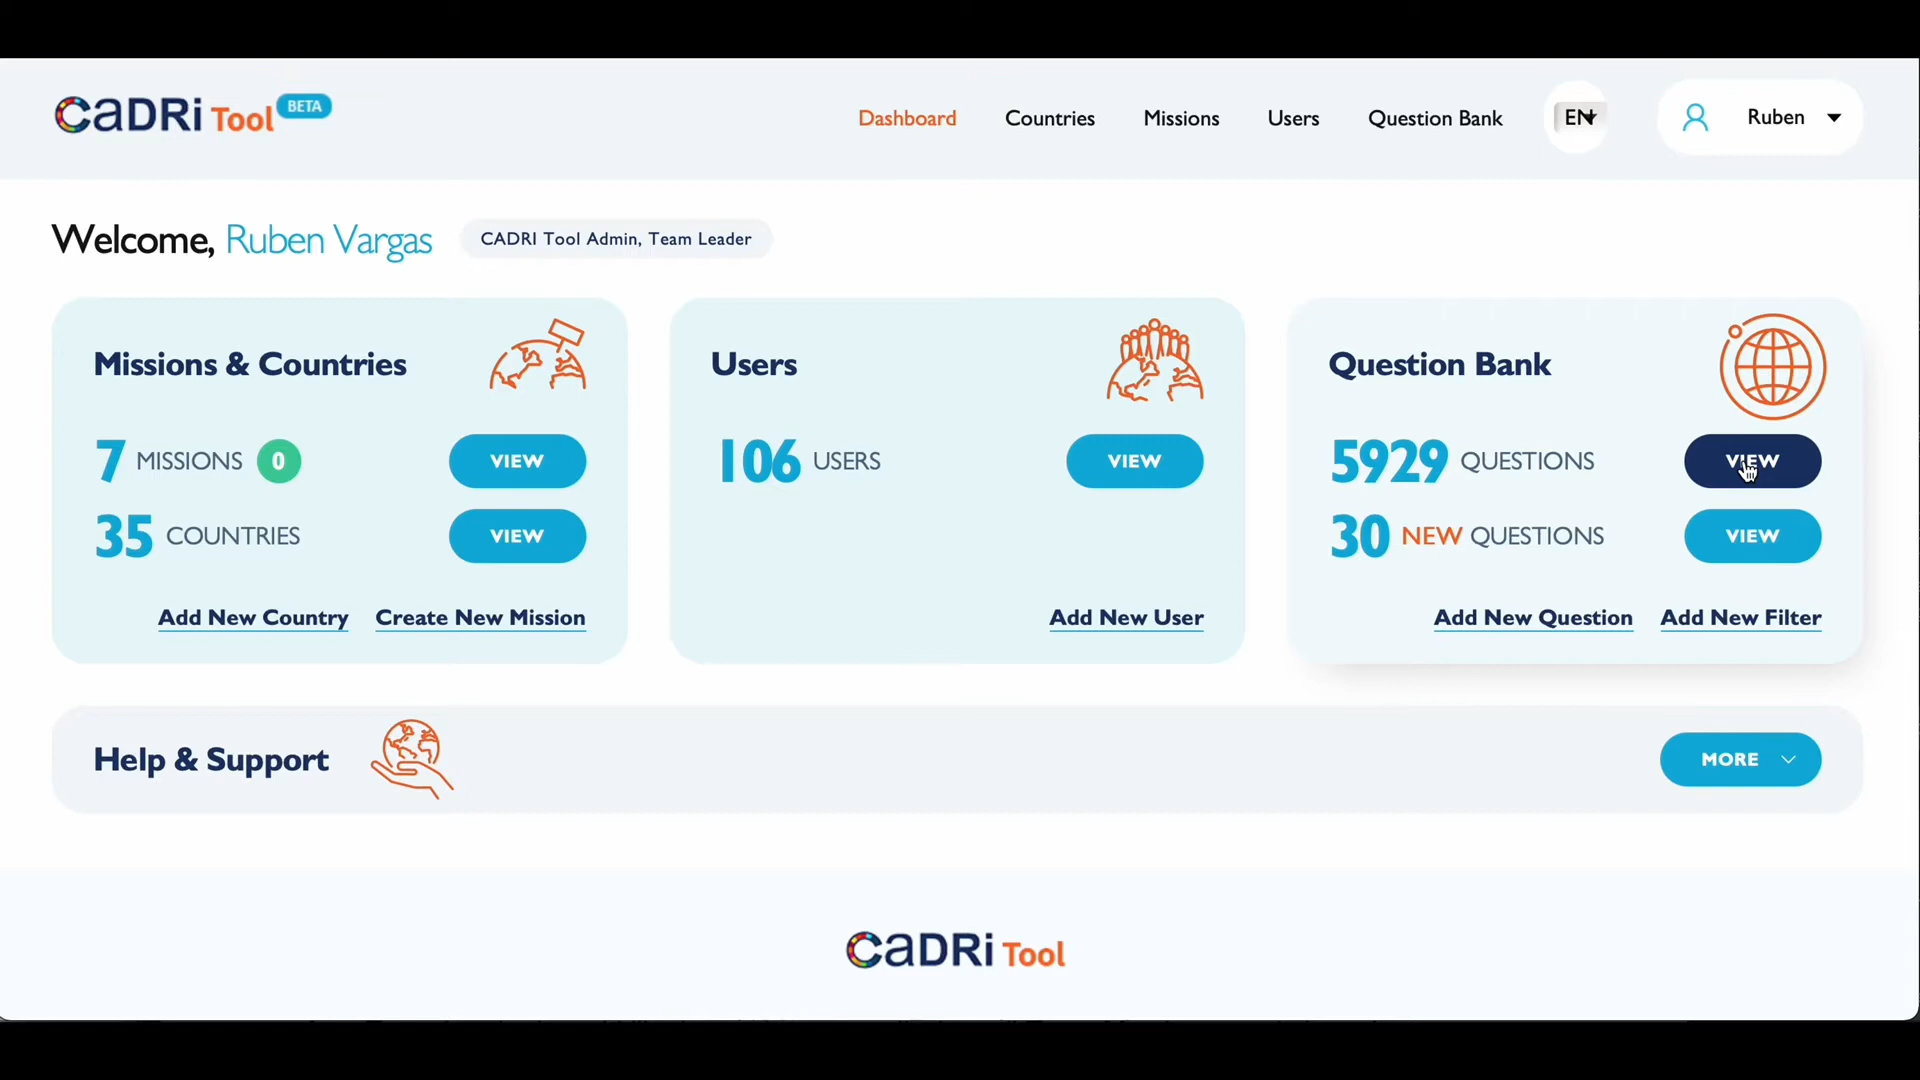 CADRi Tool BETA
Dashboard Countries Missions Users Question Bank EN Ruben
Welcome, Ruben Vargas CADRI Tool Admin, Team Leader
Missions & Countries
7 MISSIONS 0 VIEW
35 COUNTRIES VIEW
Add New Country Create New Mission
Users
106 USERS VIEW
Add New User
Question Bank
5929 QUESTIONS VIEW
30 NEW QUESTIONS VIEW
Add New Question Add New Filter
Help & Support MORE
CADRi Tool